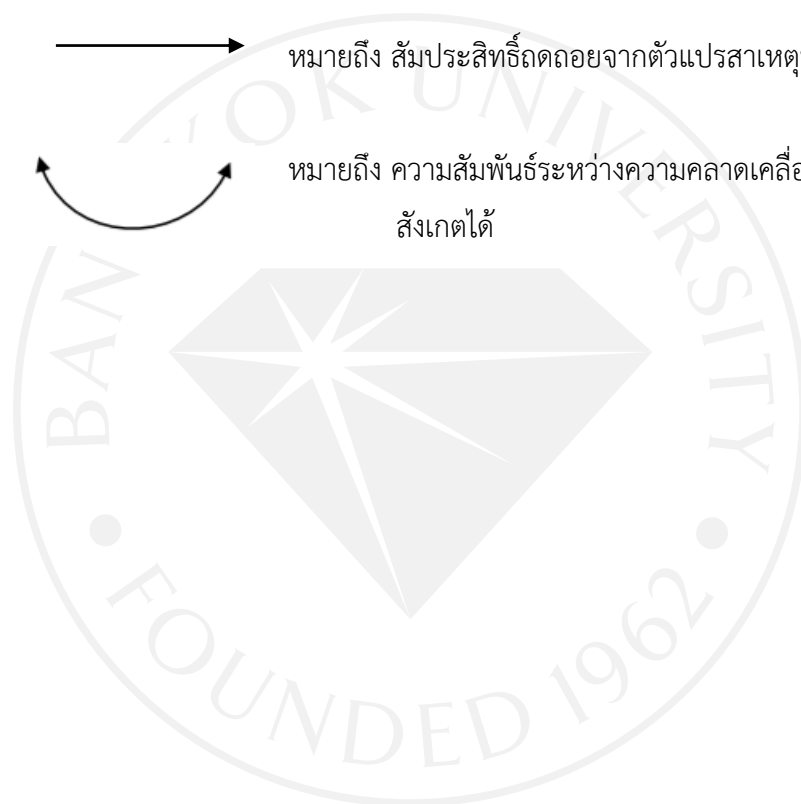 หมายถึง สัมประสิทธิ์ถดถอยจากตัวแปรสาเหตุ
หมายถึง ความสัมพันธ์ระหว่างความคลาดเคลื่อ
สังเกตได้
BANGKOK UNIVERSITY
FOUNDED 1962